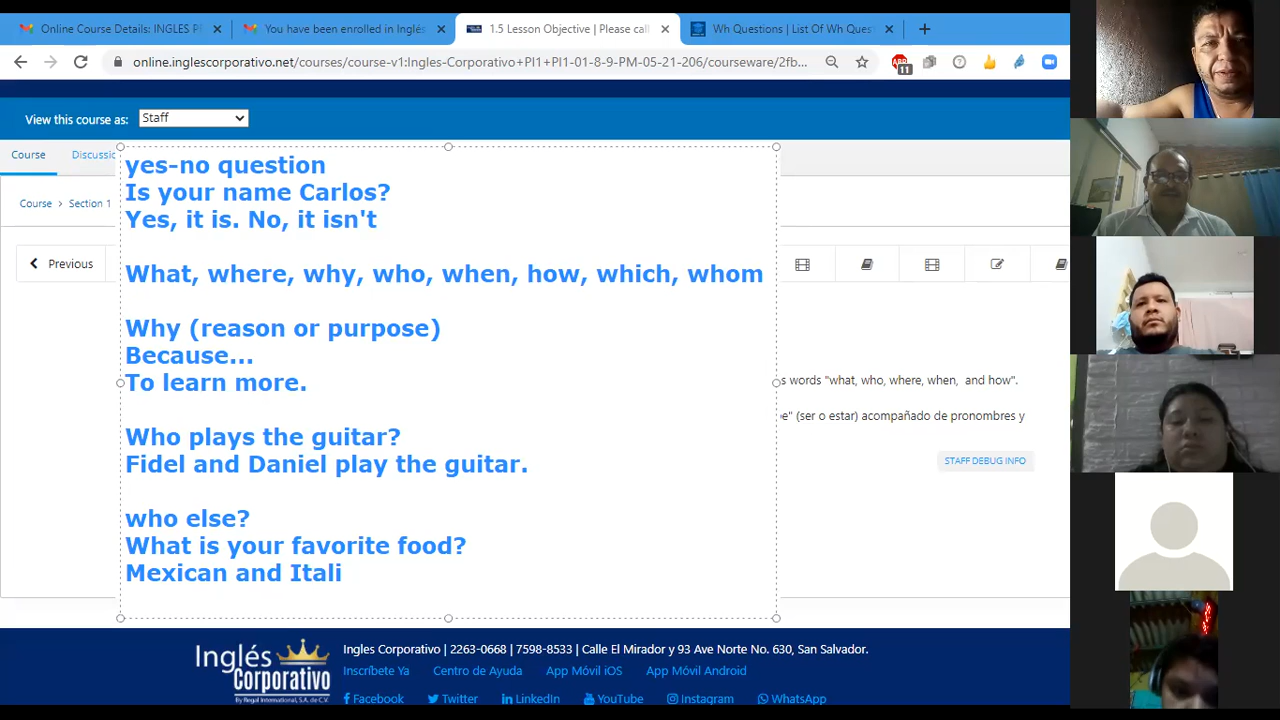 Online Course Details: INGLES PI
You have been enrolled in Inglés
1.5 Lesson Objective | Please call
Wh Questions | List Of Wh Quest
online.inglescorporativo.net/courses/course-v1:Ingles-Corporativo+PI1+PI1-01-8-9-PM-05-21-206/courseware/2fb...
11
View this course as: Staff
Course
Discussio
Course > Section 1
Previous
yes-no question
Is your name Carlos?
Yes, it is. No, it isn't
What, where, why, who, when, how, which, whom
Why (reason or purpose)
Because...
To learn more.
Who plays the guitar?
Fidel and Daniel play the guitar.
who else?
What is your favorite food?
Mexican and Itali
s words "what, who, where, when, and how".
e" (ser o estar) acompañado de pronombres y
STAFF DEBUG INFO
Inglés
Corporativo
By Regal International, S.A. de C.V.
Ingles Corporativo | 2263-0668 | 7598-8533 | Calle El Mirador y 93 Ave Norte No. 630, San Salvador.
Inscríbete Ya
Centro de Ayuda
App Móvil iOS
App Móvil Android
Facebook
Twitter
LinkedIn
YouTube
Instagram
WhatsApp